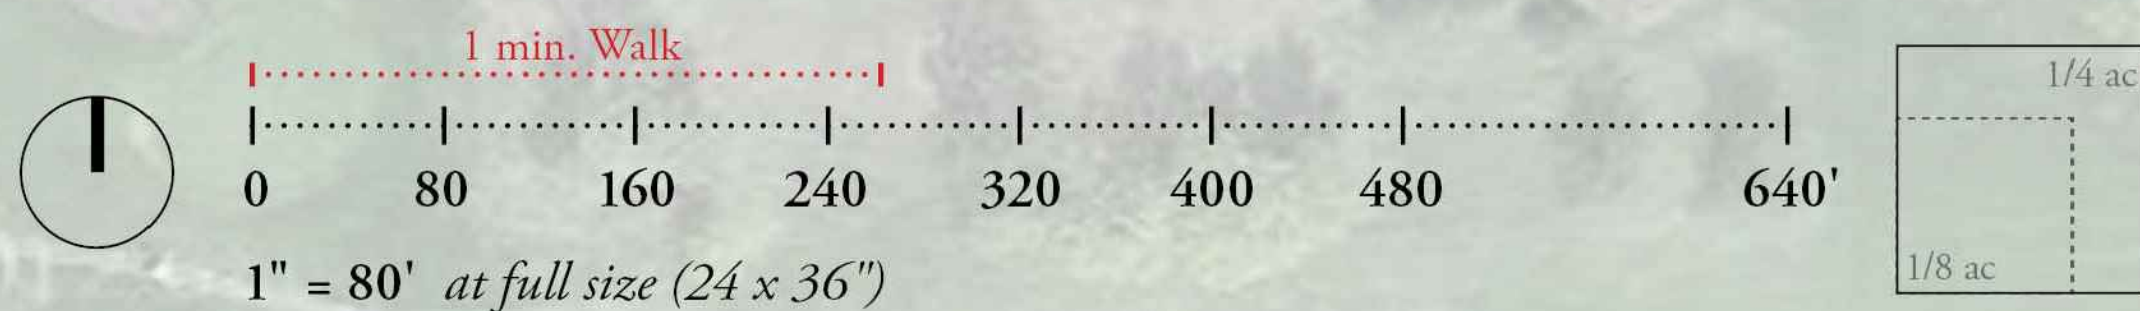 1 min. Walk
0 80 160 240 320 400 480 640'
1" = 80' at full size (24 x 36")
1/4 ac
1/8 ac